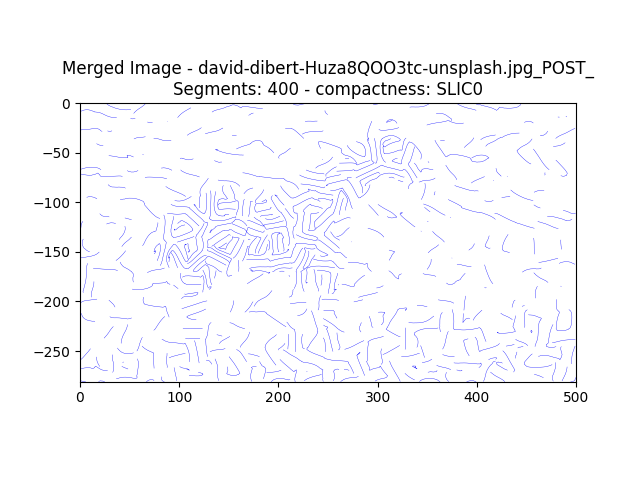 Merged Image - david-dibert-Huza8QOO3tc-unsplash.jpg_POST_
Segments: 400 - compactness: SLIC0
0
−50
−100
−150
−200
−250
0 100 200 300 400 500